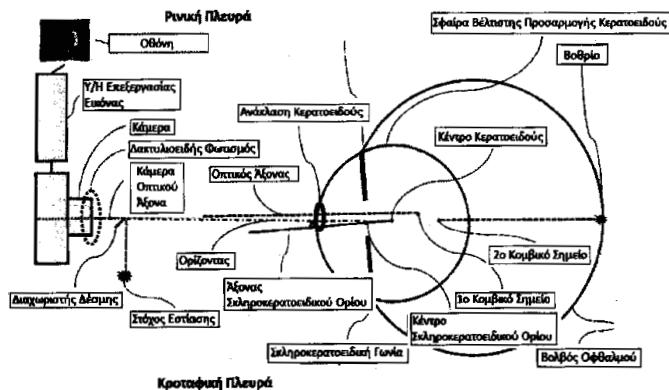 Ρινική Πλευρά
Οθόνη
Σφαίρα Βέλτιστης Προσαρμογής Κερατοειδούς
Βοθρίο
Υ/Η Επεξεργασίας
Εικόνας
Κάμερα
Δακτυλιοειδής Φωτισμός
Ανάκλαση Κερατοειδούς
Κέντρο Κερατοειδούς
Κάμερα
Οπτικού
Άξονα
Οπτικός Άξονας
Ορίζοντας
2ο Κομβικό Σημείο
Διαχωριστής Δέσμης
Στόχος Εστίασης
Άξονας
Σκληροκερατοειδικού Ορίου
1ο Κομβικό Σημείο
Κέντρο
Σκληροκερατοειδικού Ορίου
Σκληροκερατοειδική Γωνία
Βολβός Οφθαλμού
Κροταφική Πλευρά